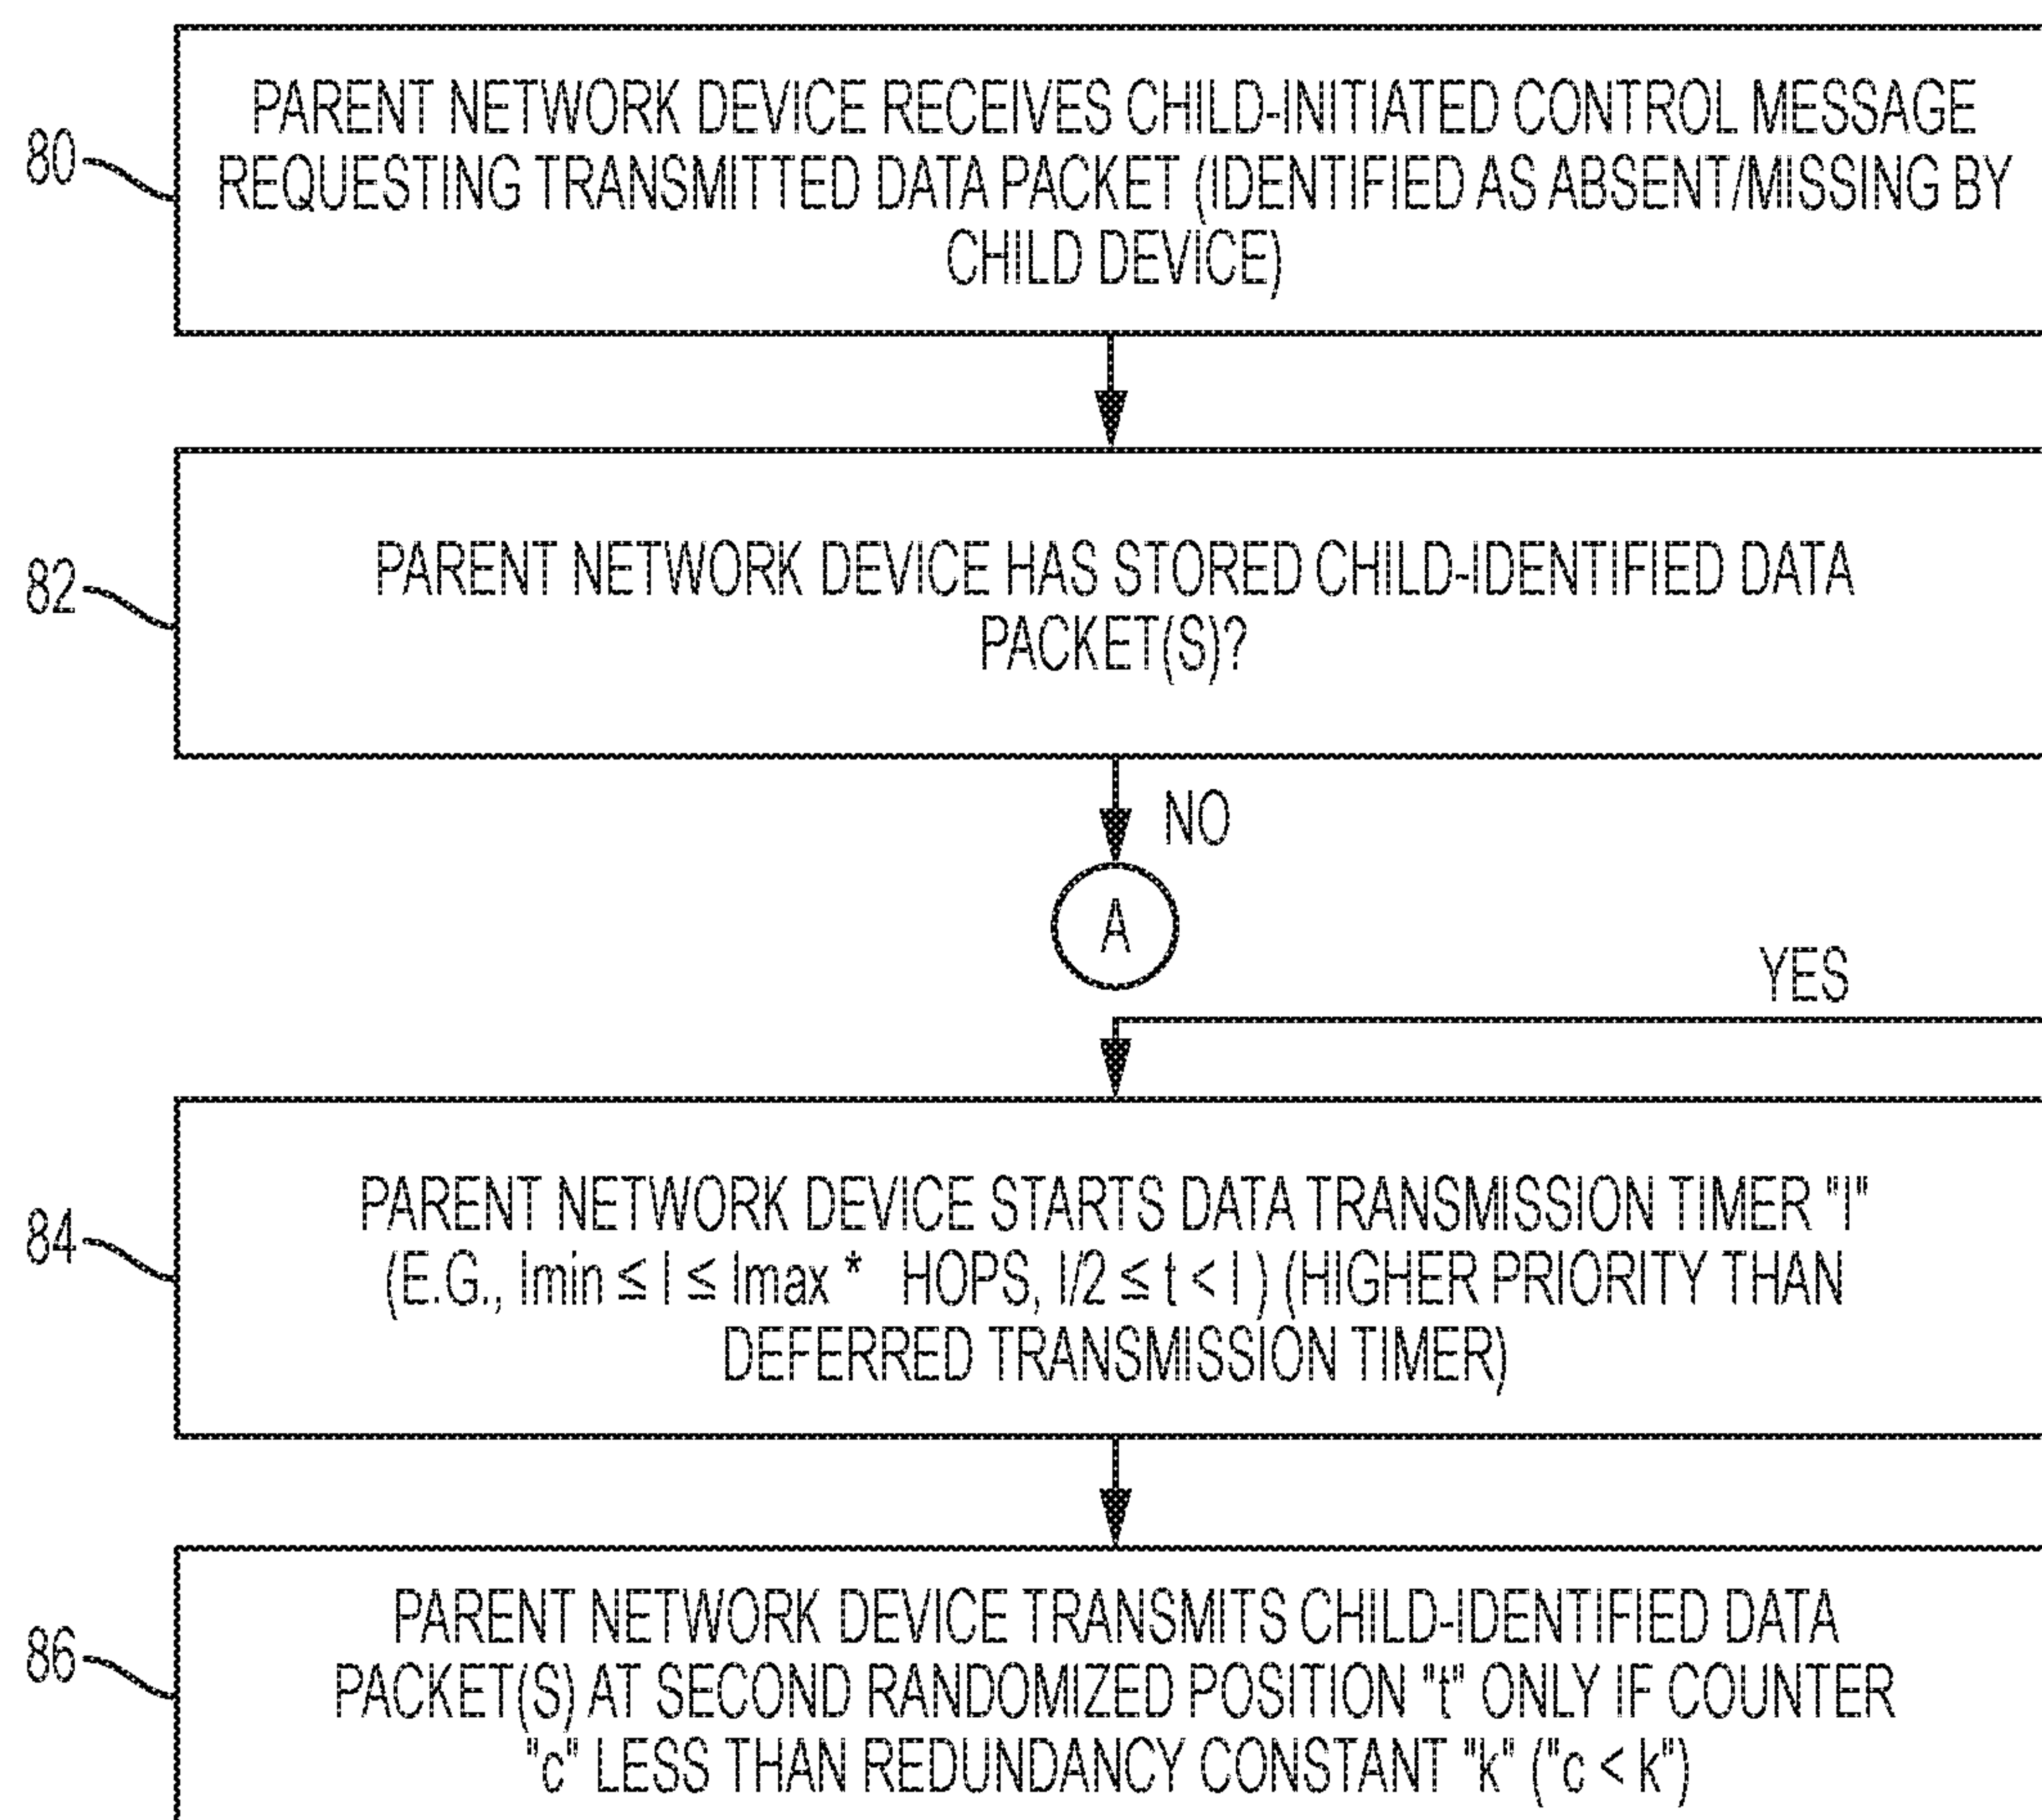 PARENT NETWORK DEVICE RECEIVES CHILD-INITIATED CONTROL MESSAGE
80
REQUESTING TRANSMITTED DATA PACKET (IDENTIFIED AS ABSENT/MISSING BY
CHILD DEVICE)
PARENT NETWORK DEVICE HAS STORED CHILD-IDENTIFIED DATA
82
PACKET(S)?
NO
A
YES
PARENT NETWORK DEVICE STARTS DATA TRANSMISSION TIMER "I"
84
(E.G., Imin ≤ I ≤ Imax * HOPS, I/2 ≤ t < I ) (HIGHER PRIORITY THAN
DEFERRED TRANSMISSION TIMER)
PARENT NETWORK DEVICE TRANSMITS CHILD-IDENTIFIED DATA
86
PACKET(S) AT SECOND RANDOMIZED POSITION "t" ONLY IF COUNTER
"c" LESS THAN REDUNDANCY CONSTANT "k" ("c < k")